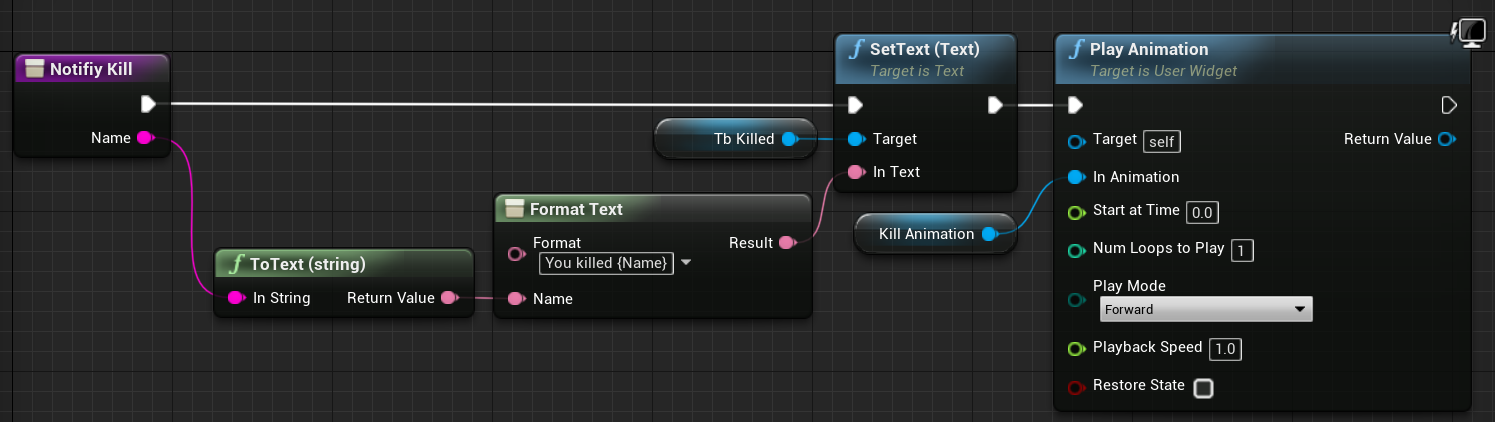 Notifiy Kill
Name
ToText (string)
In String
Return Value
Format Text
Format
You killed {Name}
Name
Result
Tb Killed
SetText (Text)
Target is Text
Target
In Text
Kill Animation
Play Animation
Target is User Widget
Target self
Return Value
In Animation
Start at Time 0.0
Num Loops to Play 1
Play Mode
Forward
Playback Speed 1.0
Restore State